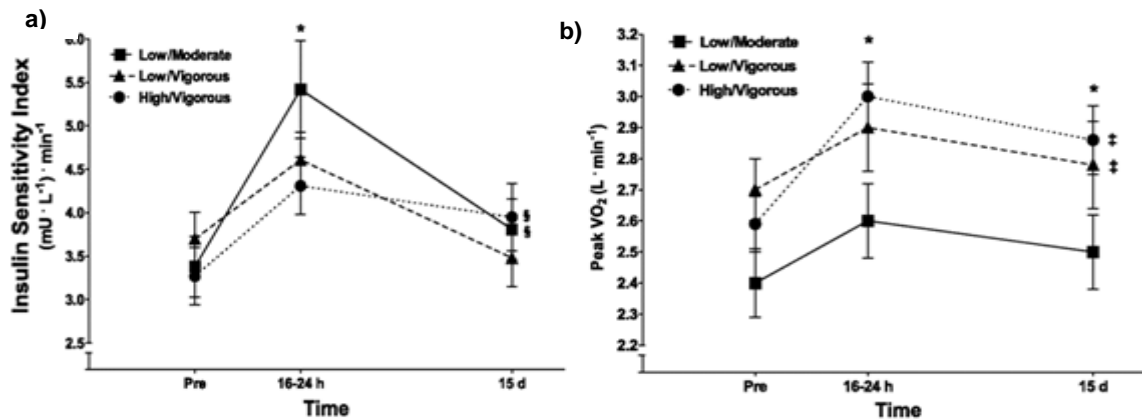 a)
Insulin Sensitivity Index
(mU · L⁻¹) · min⁻¹
6.0
5.5
5.0
4.5
4.0
3.5
3.0
2.5
Low/Moderate
Low/Vigorous
High/Vigorous
*
§
§
Pre
16-24 h
15 d
Time
b)
Peak VO₂ (L · min⁻¹)
3.2
3.1
3.0
2.9
2.8
2.7
2.6
2.5
2.4
2.3
2.2
Low/Moderate
Low/Vigorous
High/Vigorous
*
*
‡
‡
Pre
16-24 h
15 d
Time